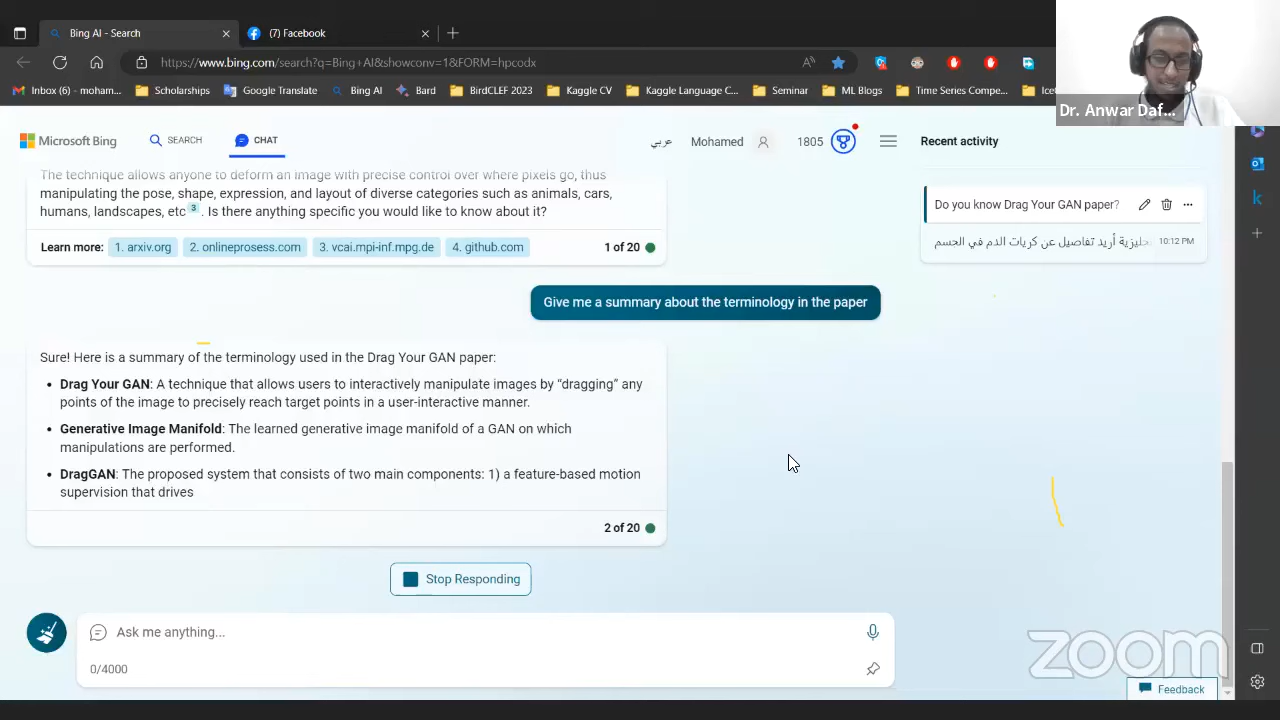 Bing AI - Search
(7) Facebook
https://www.bing.com/search?q=Bing+AI&showconv=1&FORM=hpcodx
Inbox (6) - moham...
Scholarships
Google Translate
Bing AI
Bard
BirdCLEF 2023
Kaggle CV
Kaggle Language C...
Seminar
ML Blogs
Time Series Compe...
Dr. Anwar Daf...
Microsoft Bing
SEARCH
CHAT
عربي
Mohamed
1805
Recent activity
The technique allows anyone to deform an image with precise control over where pixels go, thus
manipulating the pose, shape, expression, and layout of diverse categories such as animals, cars,
humans, landscapes, etc 3 . Is there anything specific you would like to know about it?
Learn more: 1. arxiv.org 2. onlineprosess.com 3. vcai.mpi-inf.mpg.de 4. github.com 1 of 20
Do you know Drag Your GAN paper?
أريد تفاصيل عن كريات الدم في الجسم
10:12 PM
Give me a summary about the terminology in the paper
Sure! Here is a summary of the terminology used in the Drag Your GAN paper:
• Drag Your GAN: A technique that allows users to interactively manipulate images by “dragging” any
points of the image to precisely reach target points in a user-interactive manner.
• Generative Image Manifold: The learned generative image manifold of a GAN on which
manipulations are performed.
• DragGAN: The proposed system that consists of two main components: 1) a feature-based motion
supervision that drives
2 of 20
Stop Responding
Ask me anything...
0/4000
zoom
Feedback